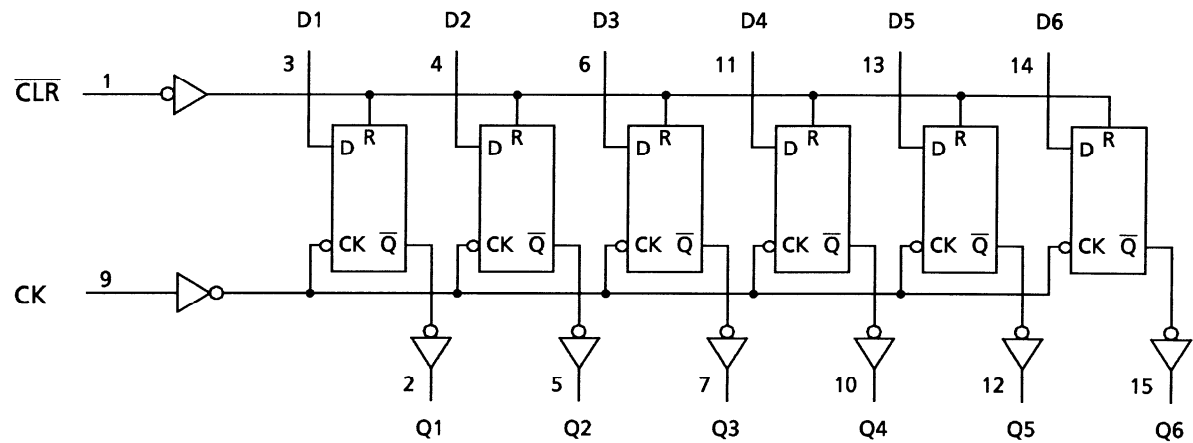 D1 D2 D3 D4 D5 D6
3 4 6 11 13 14
CLR 1
R R R R R R
D D D D D D
CK Q CK Q CK Q CK Q CK Q CK Q
CK 9
2 5 7 10 12 15
Q1 Q2 Q3 Q4 Q5 Q6